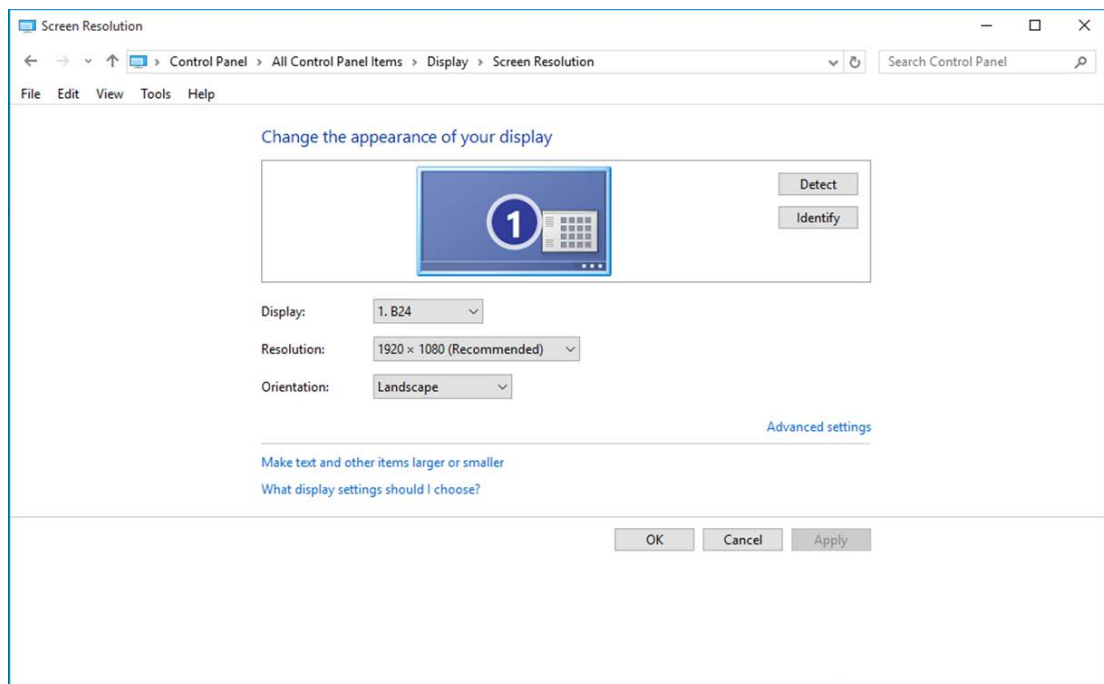 Screen Resolution
Control Panel > All Control Panel Items > Display > Screen Resolution Search Control Panel
File Edit View Tools Help
Change the appearance of your display
1
Detect
Identify
Display: 1. B24
Resolution: 1920 × 1080 (Recommended)
Orientation: Landscape
Advanced settings
Make text and other items larger or smaller
What display settings should I choose?
OK Cancel Apply